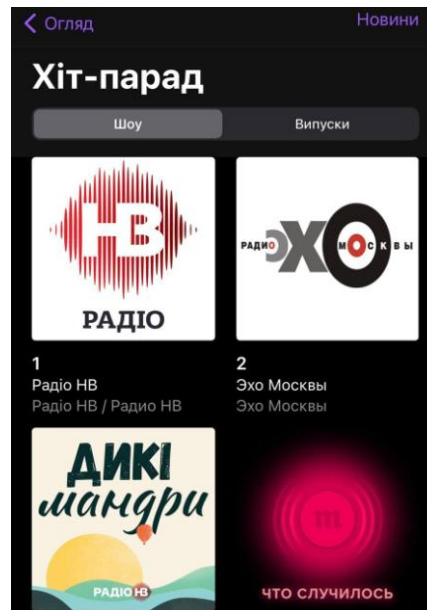 Огляд
Новини
Хіт-парад
Шоу
Випуски
НВ
РАДІО
РАДИО ЭХО МОСКВЫ
1
Радіо НВ
Радіо НВ / Радио НВ
2
Эхо Москвы
Эхо Москвы
ДИКІ
мандри
РАДІО НВ
m
ЧТО СЛУЧИЛОСЬ